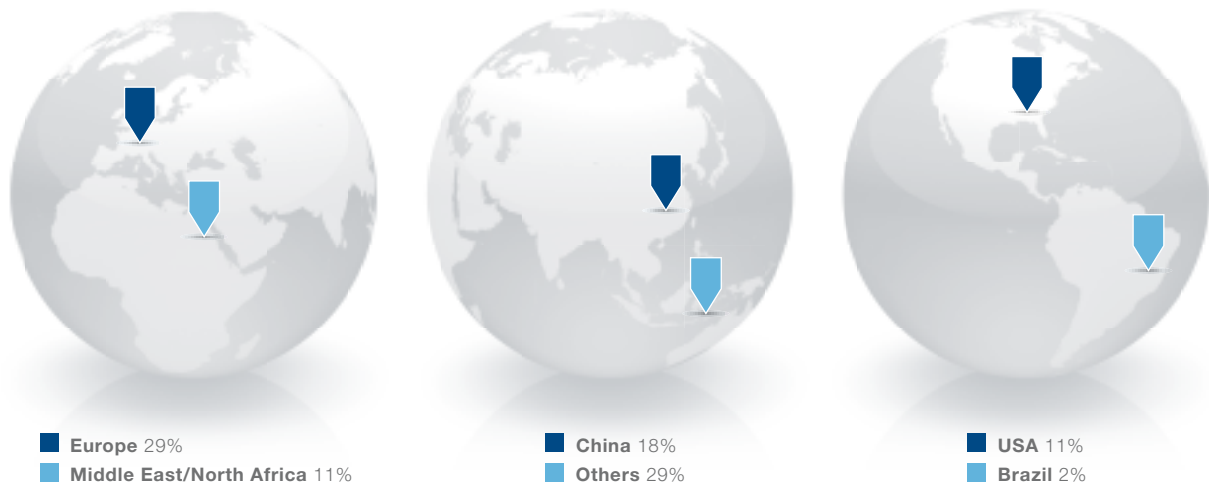 Europe 29%
Middle East/North Africa 11%
China 18%
Others 29%
USA 11%
Brazil 2%